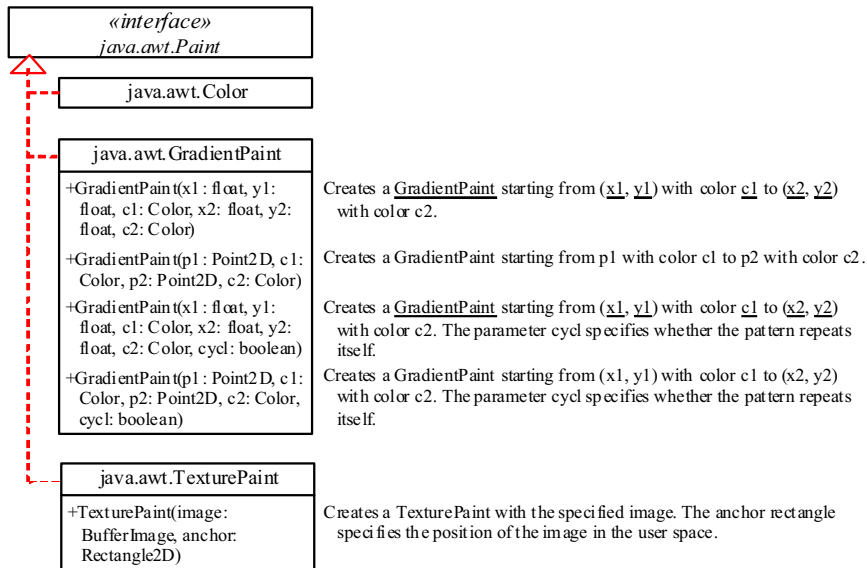 «interface»
java.awt.Paint
java.awt.Color
java.awt.GradientPaint
+GradientPaint(x1: float, y1:
float, c1: Color, x2: float, y2:
float, c2: Color)
Creates a GradientPaint starting from (x1, y1) with color c1 to (x2, y2)
with color c2.
+GradientPaint(p1: Point2D, c1:
Color, p2: Point2D, c2: Color)
Creates a GradientPaint starting from p1 with color c1 to p2 with color c2.
+GradientPaint(x1: float, y1:
float, c1: Color, x2: float, y2:
float, c2: Color, cycl: boolean)
Creates a GradientPaint starting from (x1, y1) with color c1 to (x2, y2)
with color c2. The parameter cycl specifies whether the pattern repeats
itself.
+GradientPaint(p1: Point2D, c1:
Color, p2: Point2D, c2: Color,
cycl: boolean)
Creates a GradientPaint starting from (x1, y1) with color c1 to (x2, y2)
with color c2. The parameter cycl specifies whether the pattern repeats
itself.
java.awt.TexturePaint
+TexturePaint(image:
BufferImage, anchor:
Rectangle2D)
Creates a TexturePaint with the specified image. The anchor rectangle
specifies the position of the image in the user space.